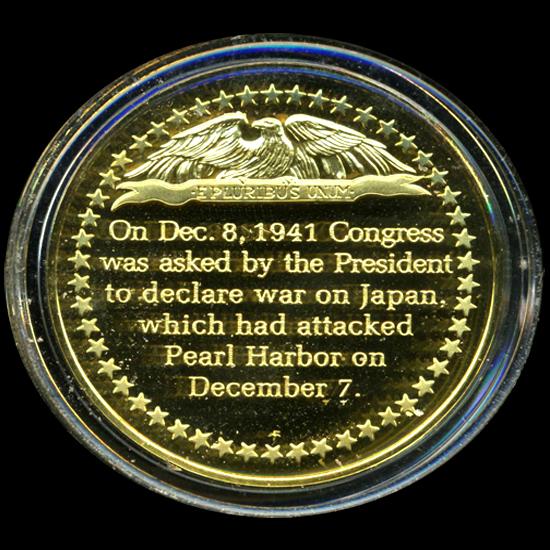 E PLURIBUS UNUM
On Dec. 8, 1941 Congress
was asked by the President
to declare war on Japan,
which had attacked
Pearl Harbor on
December 7.
F